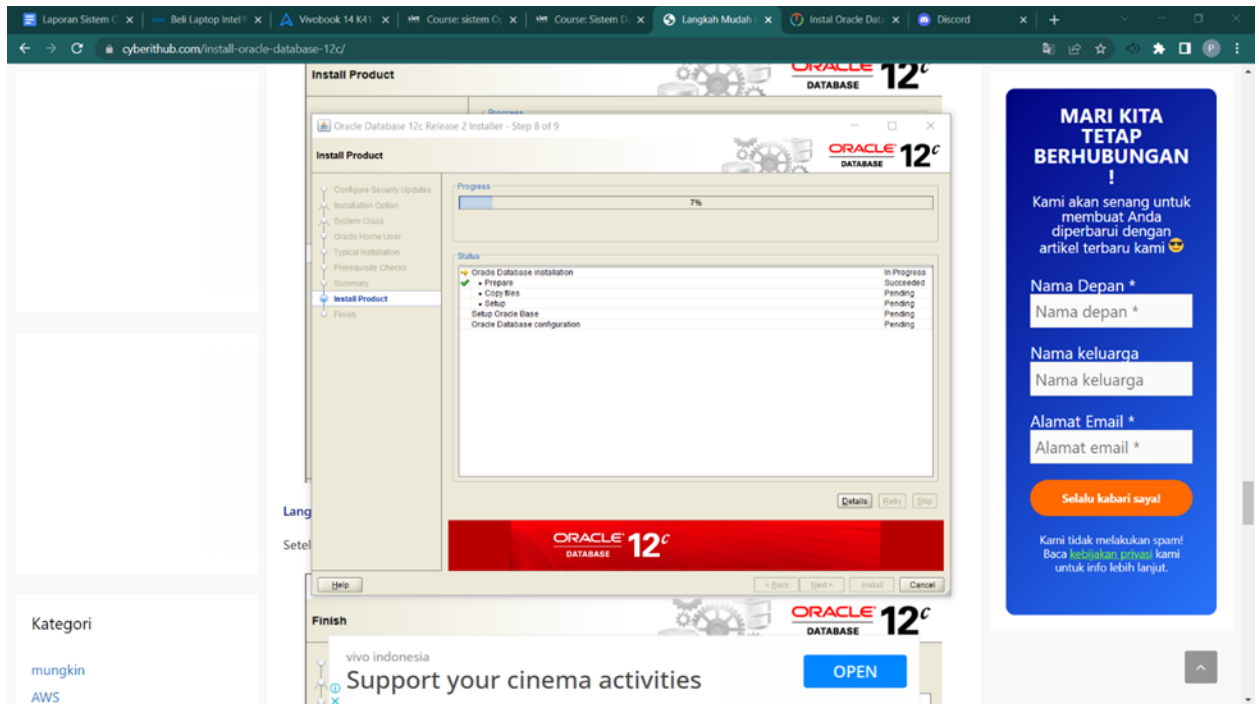 Laporan Sistem O
Beli Laptop Intel
Vivobook 14 K41
Course: sistem Op
Course: Sistem D
Langkah Mudah
Instal Oracle Data
Discord
cyberithub.com/install-oracle-database-12c/
Install Product
ORACLE
DATABASE 12c
Progress
Oracle Database 12c Release 2 Installer - Step 8 of 9
Install Product
ORACLE
DATABASE 12c
Configure Security Updates
Installation Option
System Class
Oracle Home User
Typical Installation
Prerequisite Checks
Summary
Install Product
Finish
Progress
7%
Status
Oracle Database installation In Progress
• Prepare Succeeded
• Copy files Pending
• Setup Pending
Setup Oracle Base Pending
Oracle Database configuration Pending
Details Retry Skip
ORACLE
DATABASE 12c
Help < Back Next > Install Cancel
Lang
Setel
Finish
ORACLE
DATABASE 12c
vivo indonesia
Support your cinema activities
OPEN
Kategori
mungkin
AWS
MARI KITA
TETAP
BERHUBUNGAN
!
Kami akan senang untuk
membuat Anda
diperbarui dengan
artikel terbaru kami 😎
Nama Depan *
Nama depan *
Nama keluarga
Nama keluarga
Alamat Email *
Alamat email *
Selalu kabari saya!
Kami tidak melakukan spam!
Baca kebijakan privasi kami
untuk info lebih lanjut.